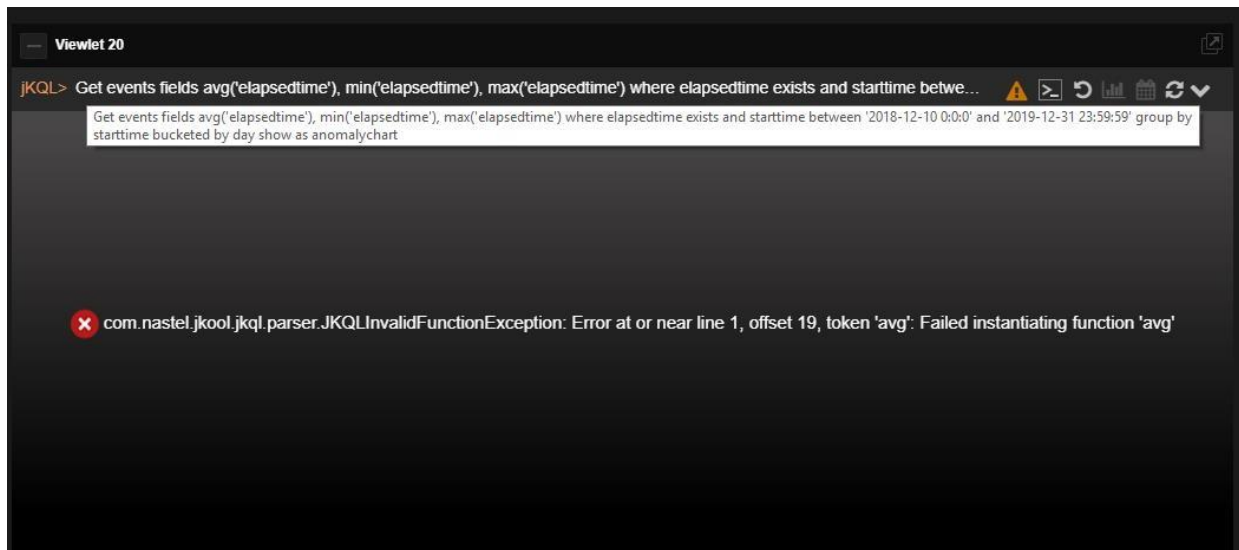 Viewlet 20
jKQL> Get events fields avg('elapsedtime'), min('elapsedtime'), max('elapsedtime') where elapsedtime exists and starttime betwe...
Get events fields avg('elapsedtime'), min('elapsedtime'), max('elapsedtime') where elapsedtime exists and starttime between '2018-12-10 0:0:0' and '2019-12-31 23:59:59' group by
starttime bucketed by day show as anomalychart
com.nastel.jkool.jkql.parser.JKQLInvalidFunctionException: Error at or near line 1, offset 19, token 'avg': Failed instantiating function 'avg'